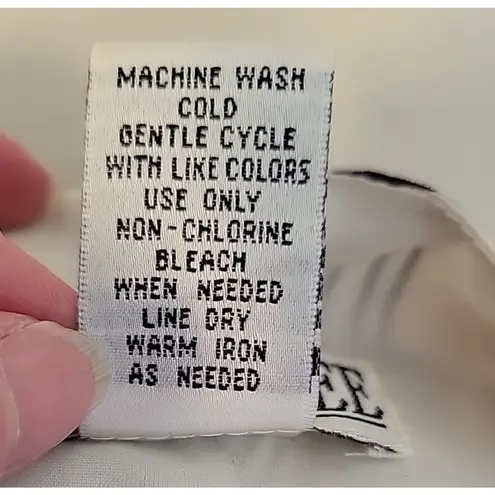 MACHINE WASH
COLD
GENTLE CYCLE
WITH LIKE COLORS
USE ONLY
NON-CHLORINE
BLEACH
WHEN NEEDED
LINE DRY
WARM IRON
AS NEEDED
EE